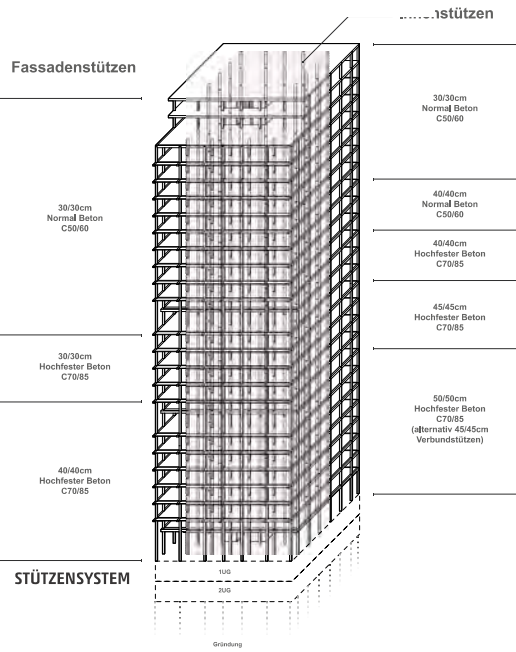 Fassadenstützen
30/30cm
Normal Beton
C50/60
30/30cm
Hochfester Beton
C70/85
40/40cm
Hochfester Beton
C70/85
30/30cm
Normal Beton
C50/60
40/40cm
Normal Beton
C50/60
40/40cm
Hochfester Beton
C70/85
45/45cm
Hochfester Beton
C70/85
50/50cm
Hochfester Beton
C70/85
(alternativ 45/45cm
Verbundstützen)
STÜTZENSYSTEM
1UG
2UG
Gründung